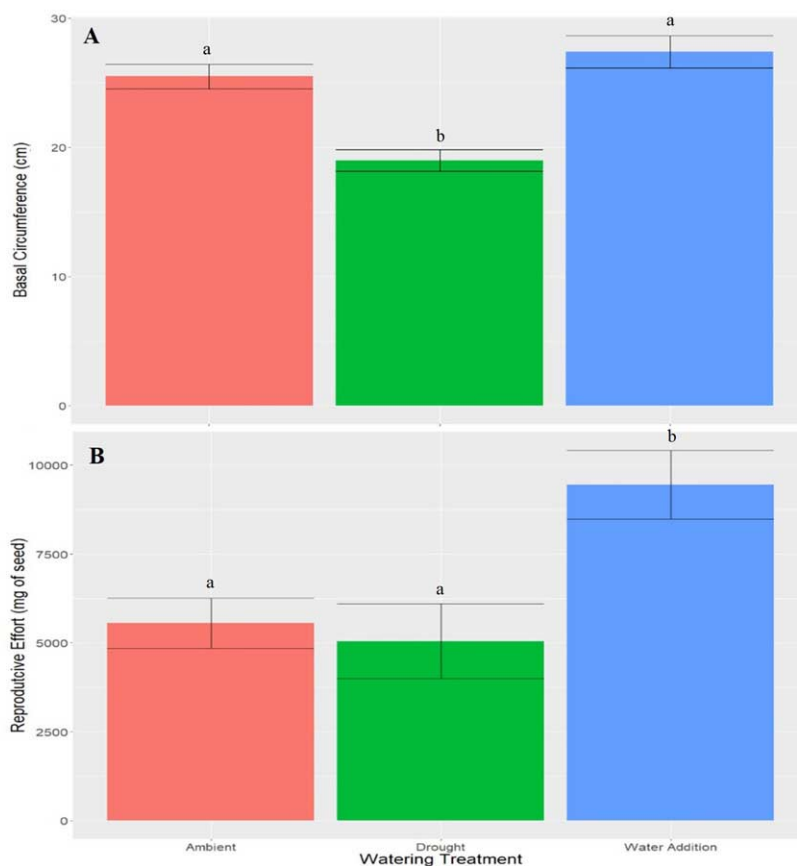 A
30
a
b
a
20
10
0
Basal Circumference (cm)
B
10000
a
a
b
7500
5000
2500
0
Reprodutcive Effort (mg of seed)
Ambient
Drought
Water Addition
Watering Treatment